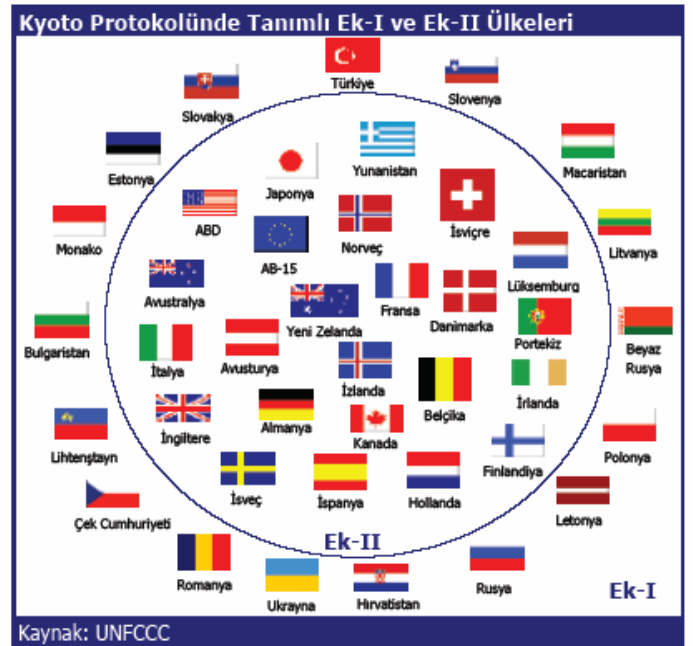 Kyoto Protokolünde Tanımlı Ek-I ve Ek-II Ülkeleri
Türkiye
Slovakya
Slovenya
Estonya
Japonya
Yunanistan
Macaristan
Monako
ABD
AB-15
Norveç
İsviçre
Litvanya
Avustralya
Yeni Zelanda
Fransa
Danimarka
Lüksemburg
Bulgaristan
İtalya
Avusturya
İzlanda
Belçika
Portekiz
Beyaz
Rusya
İngiltere
Almanya
Kanada
İrlanda
Lihtenştayn
İsveç
İspanya
Hollanda
Finlandiya
Polonya
Çek Cumhuriyeti
Letonya
Ek-II
Romanya
Ukrayna
Hırvatistan
Rusya
Ek-I
Kaynak: UNFCCC